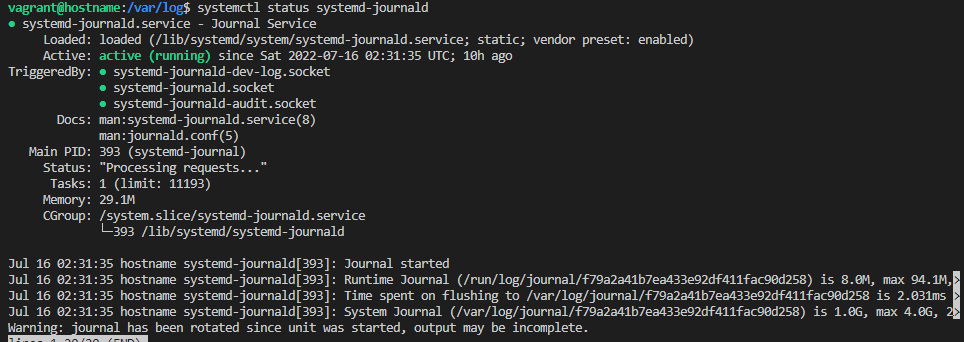 vagrant@hostname:/var/log$ systemctl status systemd-journald
● systemd-journald.service - Journal Service
Loaded: loaded (/lib/systemd/system/systemd-journald.service; static; vendor preset: enabled)
Active: active (running) since Sat 2022-07-16 02:31:35 UTC; 10h ago
TriggeredBy: ● systemd-journald-dev-log.socket
● systemd-journald.socket
● systemd-journald-audit.socket
Docs: man:systemd-journald.service(8)
man:journald.conf(5)
Main PID: 393 (systemd-journal)
Status: "Processing requests..."
Tasks: 1 (limit: 11193)
Memory: 29.1M
CGroup: /system.slice/systemd-journald.service
└─393 /lib/systemd/systemd-journald
Jul 16 02:31:35 hostname systemd-journald[393]: Journal started
Jul 16 02:31:35 hostname systemd-journald[393]: Runtime Journal (/run/log/journal/f79a2a41b7ea433e92df411fac90d258) is 8.0M, max 94.1M,>
Jul 16 02:31:35 hostname systemd-journald[393]: Time spent on flushing to /var/log/journal/f79a2a41b7ea433e92df411fac90d258 is 2.031ms >
Jul 16 02:31:35 hostname systemd-journald[393]: System Journal (/var/log/journal/f79a2a41b7ea433e92df411fac90d258) is 1.0G, max 4.0G, 2>
Warning: journal has been rotated since unit was started, output may be incomplete.
lines 1-20/20 (END)